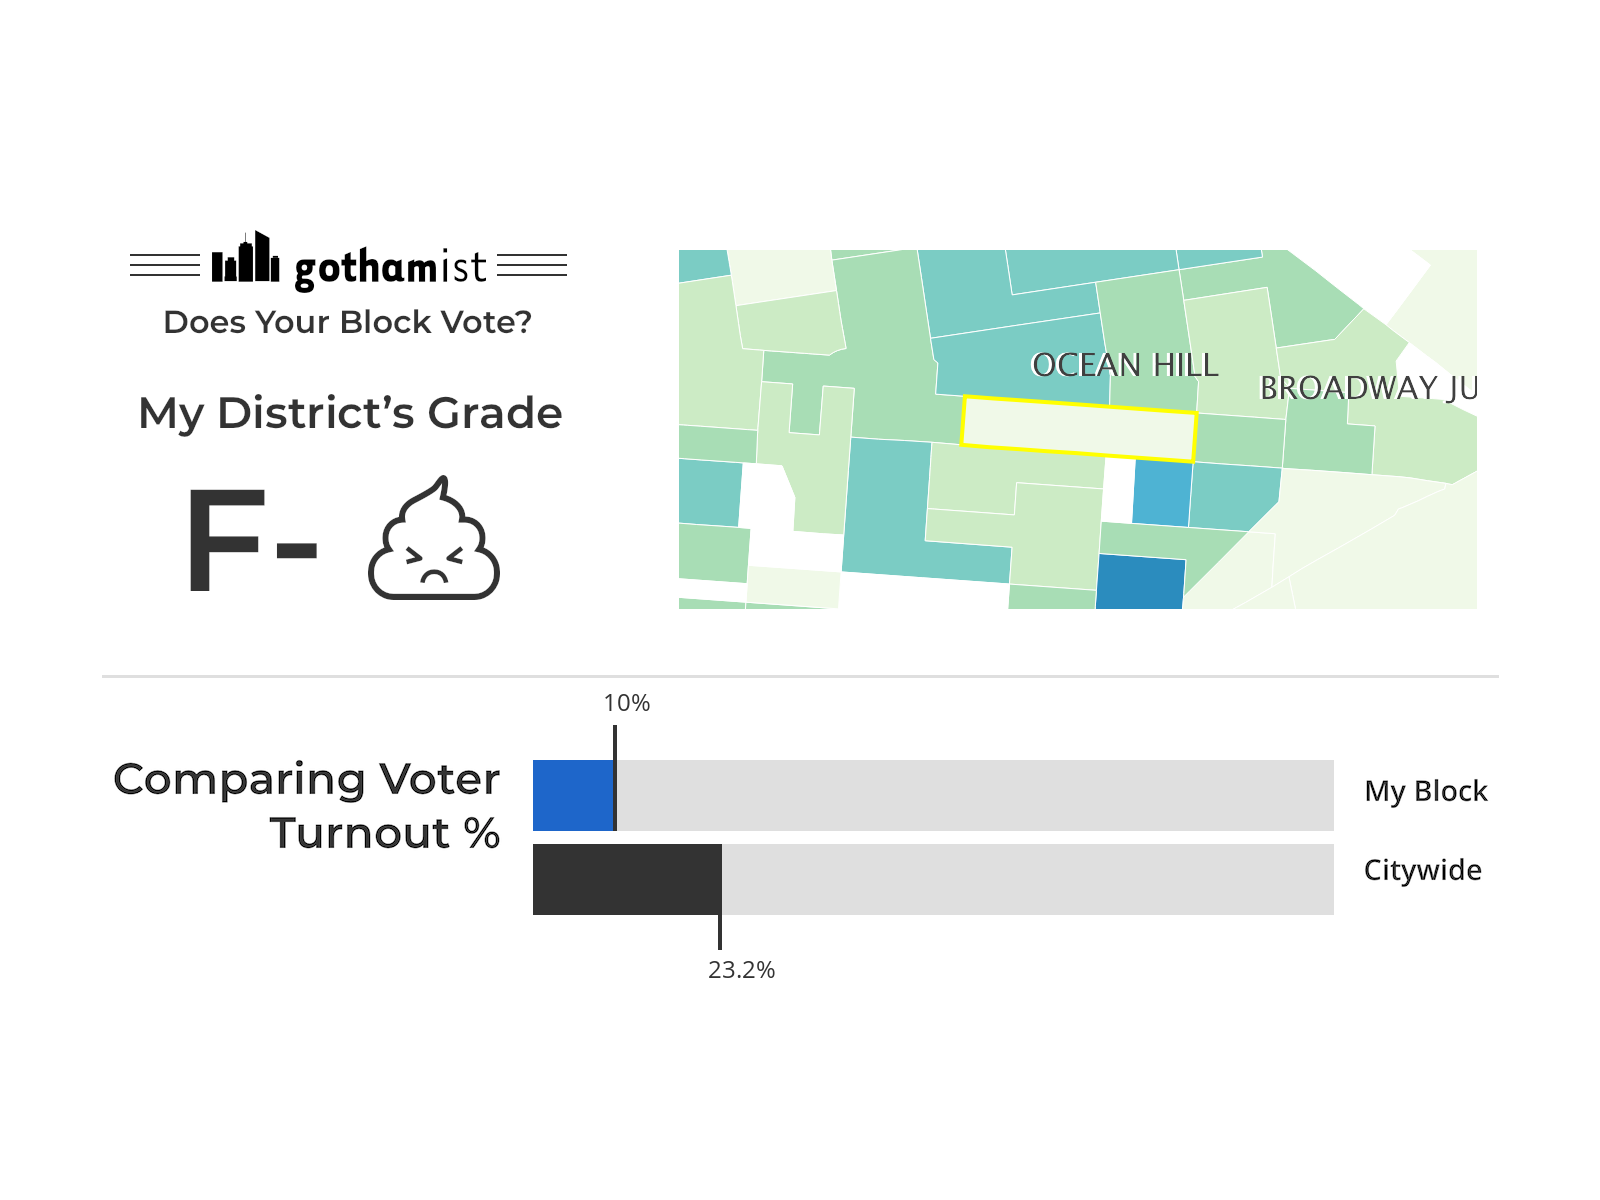 gothamist
Does Your Block Vote?
My District’s Grade
F-
OCEAN HILL
BROADWAY JU
10%
Comparing Voter
Turnout %
My Block
Citywide
23.2%